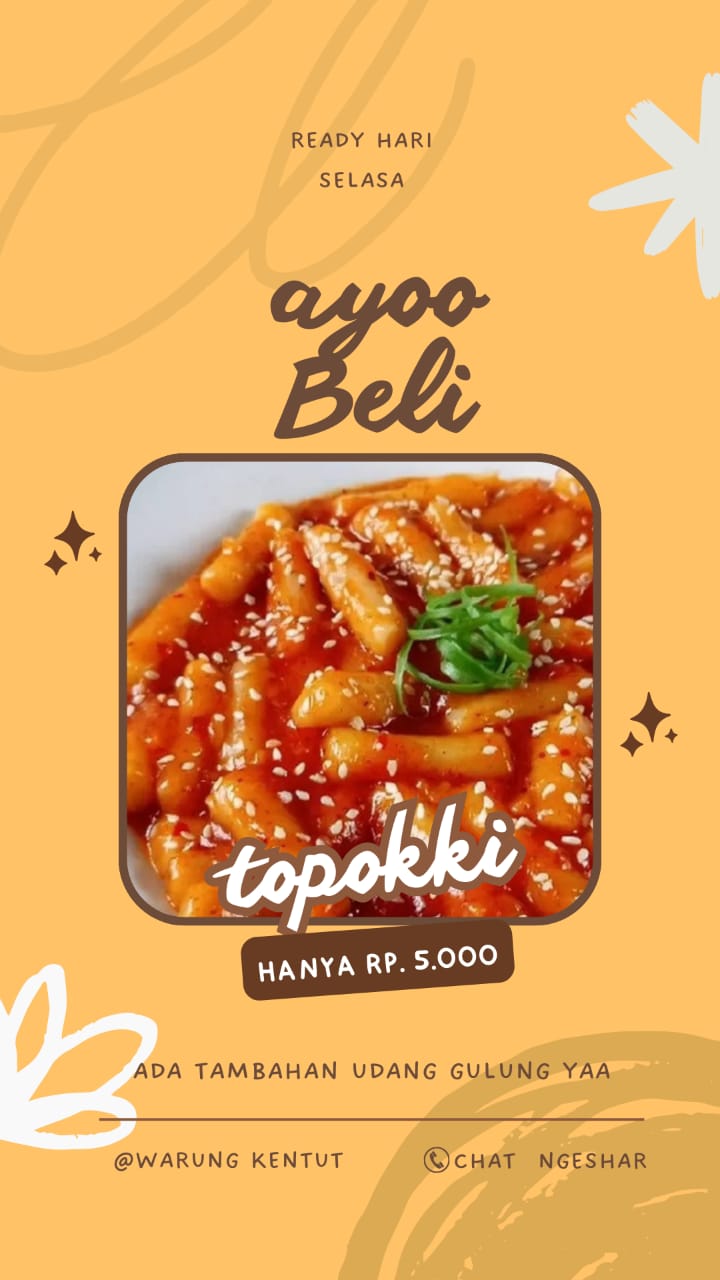 READY HARI
SELASA
ayoo
Beli
topokki
HANYA RP. 5.000
ADA TAMBAHAN UDANG GULUNG YAA
@WARUNG KENTUT
CHAT NGESHAR